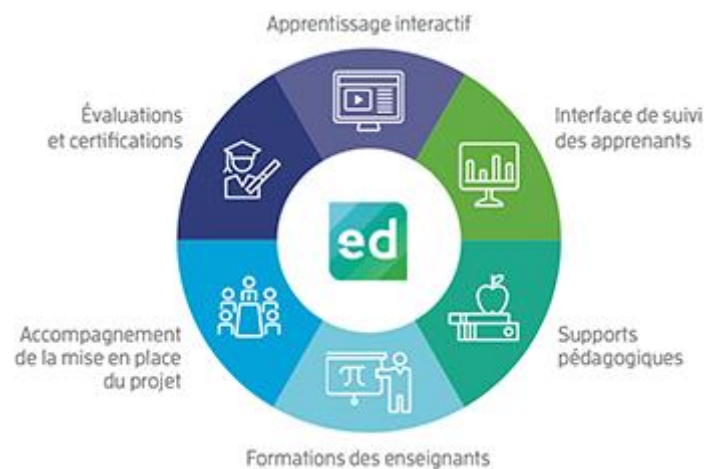 Apprentissage interactif
Évaluations
et certifications
Interface de suivi
des apprenants
ed
Accompagnement
de la mise en place
du projet
Supports
pédagogiques
π
Formations des enseignants